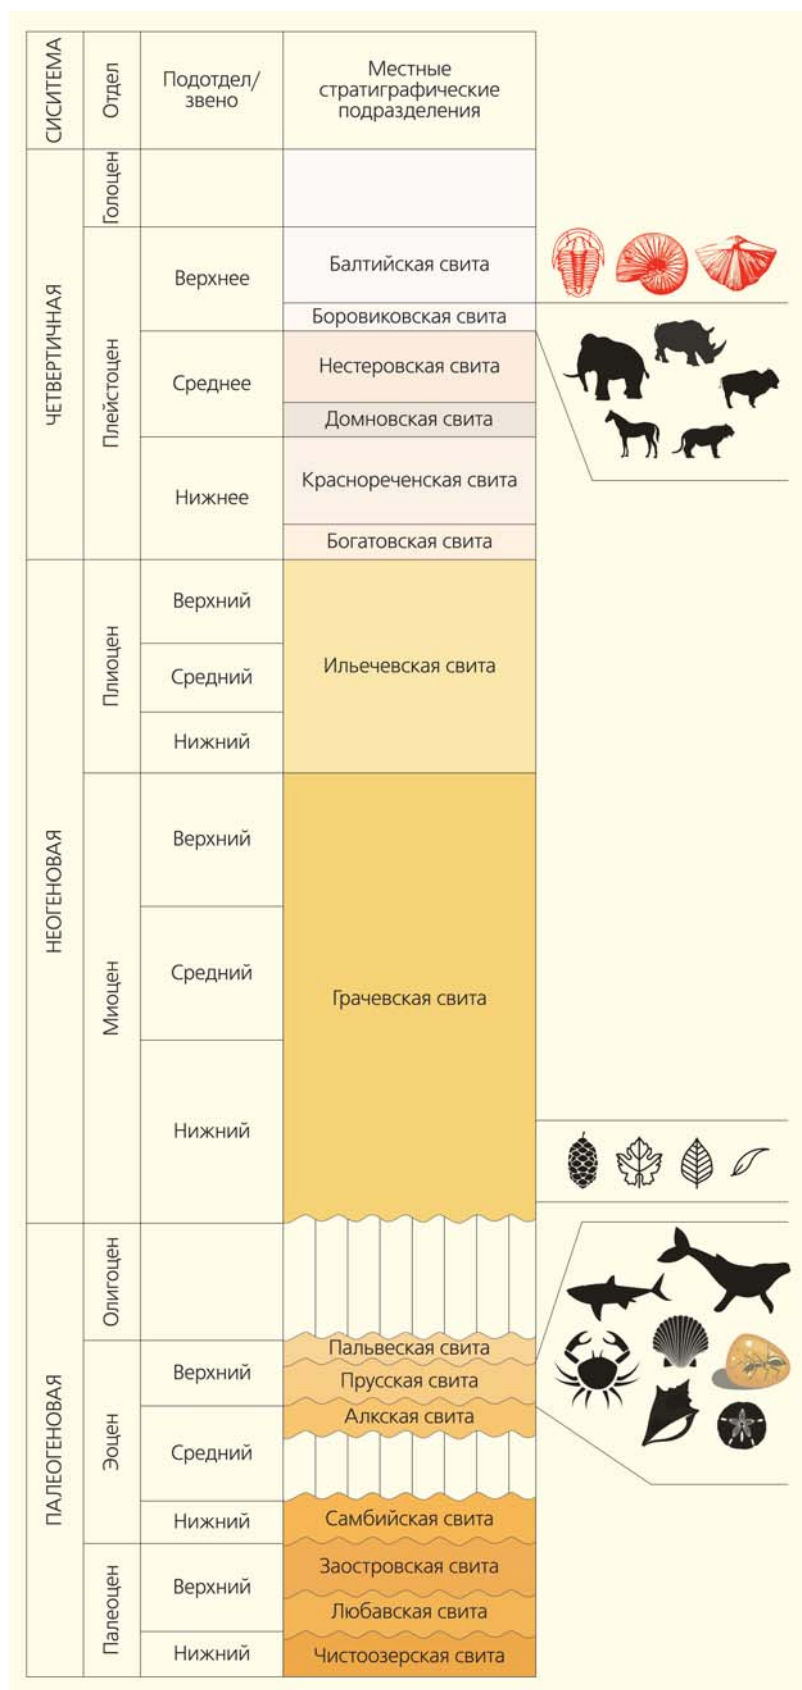 СИСИТЕМА
Отдел
Подотдел/
звено
Местные
стратиграфические
подразделения
ЧЕТВЕРТИЧНАЯ
Голоцен
Плейстоцен
Верхнее
Балтийская свита
Боровиковская свита
Среднее
Нестеровская свита
Домновская свита
Нижнее
Краснореченская свита
Богатовская свита
НЕОГЕНОВАЯ
Плиоцен
Верхний
Средний
Нижний
Ильечевская свита
Миоцен
Верхний
Средний
Нижний
Грачевская свита
ПАЛЕОГЕНОВАЯ
Олигоцен
Эоцен
Верхний
Пальвеская свита
Прусская свита
Алкская свита
Средний
Нижний
Самбийская свита
Палеоцен
Верхний
Заостровская свита
Любавская свита
Нижний
Чистоозерская свита